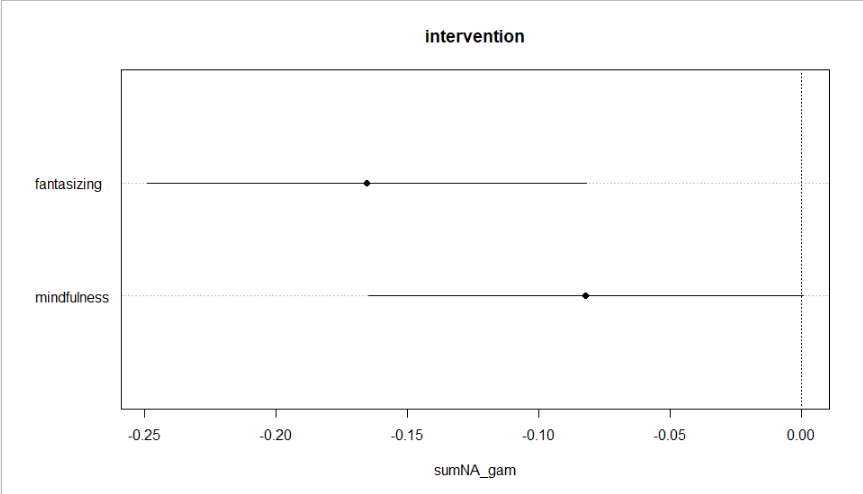 intervention
fantasizing
mindfulness
-0.25 -0.20 -0.15 -0.10 -0.05 0.00
sumNA_gam